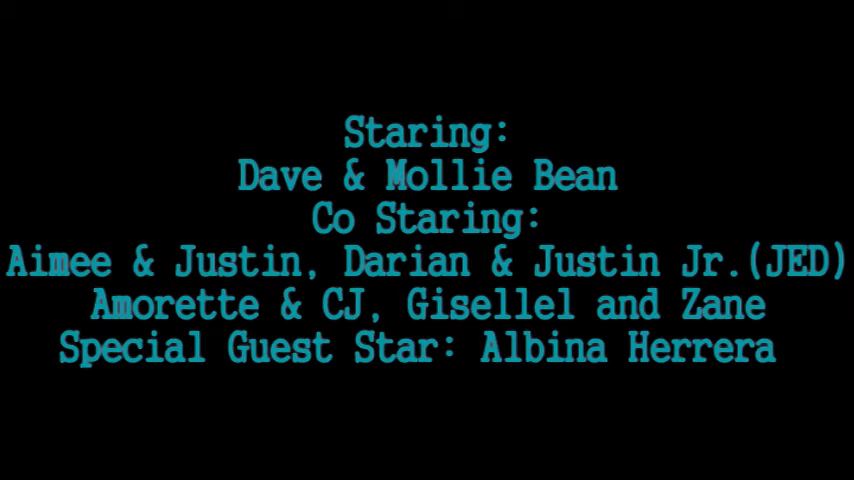 Staring:
Dave & Mollie Bean
Co Staring:
Aimee & Justin, Darian & Justin Jr.(JED)
Amorette & CJ, Gisellel and Zane
Special Guest Star: Albina Herrera